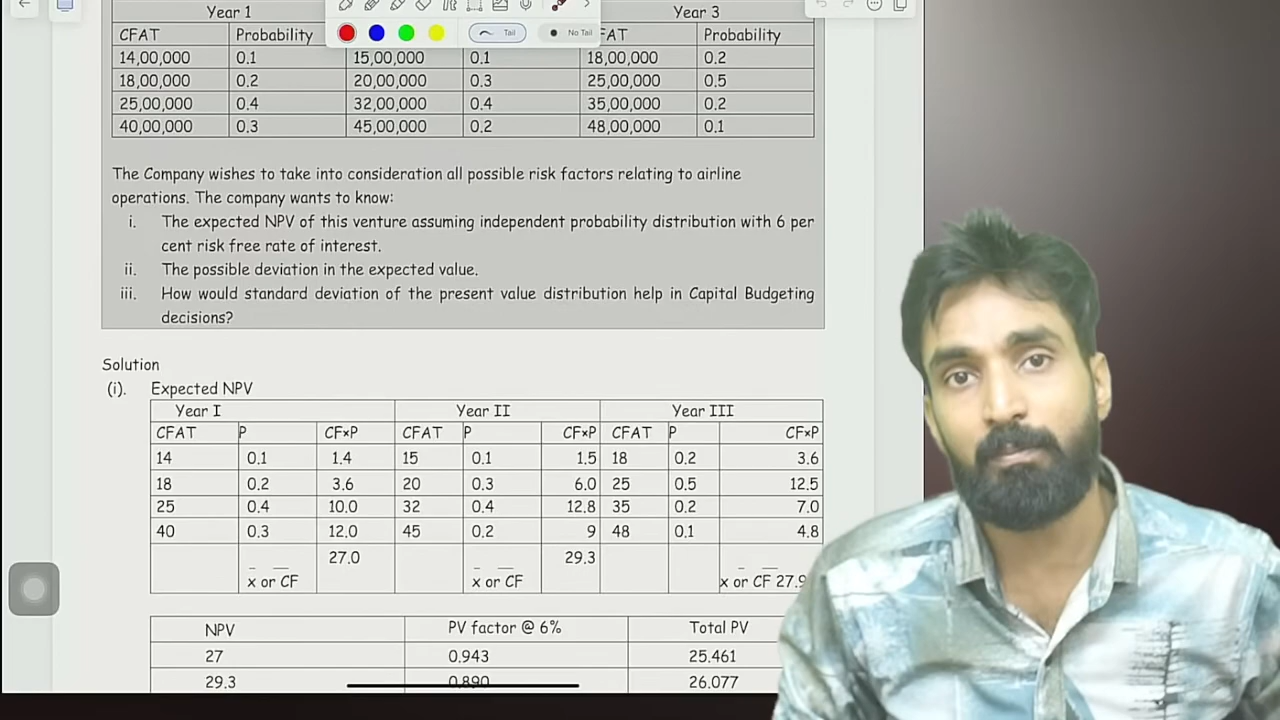 Year 1 Year 3
CFAT Probability FAT Probability
14,00,000 0.1 15,00,000 0.1 18,00,000 0.2
18,00,000 0.2 20,00,000 0.3 25,00,000 0.5
25,00,000 0.4 32,00,000 0.4 35,00,000 0.2
40,00,000 0.3 45,00,000 0.2 48,00,000 0.1
Tail No Tail
The Company wishes to take into consideration all possible risk factors relating to airline
operations. The company wants to know:
i. The expected NPV of this venture assuming independent probability distribution with 6 per
cent risk free rate of interest.
ii. The possible deviation in the expected value.
iii. How would standard deviation of the present value distribution help in Capital Budgeting
decisions?
Solution
(i). Expected NPV
Year I Year II Year III
CFAT P CF×P CFAT P CF×P CFAT P CF×P
14 0.1 1.4 15 0.1 1.5 18 0.2 3.6
18 0.2 3.6 20 0.3 6.0 25 0.5 12.5
25 0.4 10.0 32 0.4 12.8 35 0.2 7.0
40 0.3 12.0 45 0.2 9 48 0.1 4.8
27.0 29.3
x or CF x or CF x or CF 27.9
NPV PV factor @ 6% Total PV
27 0.943 25.461
29.3 0.890 26.077